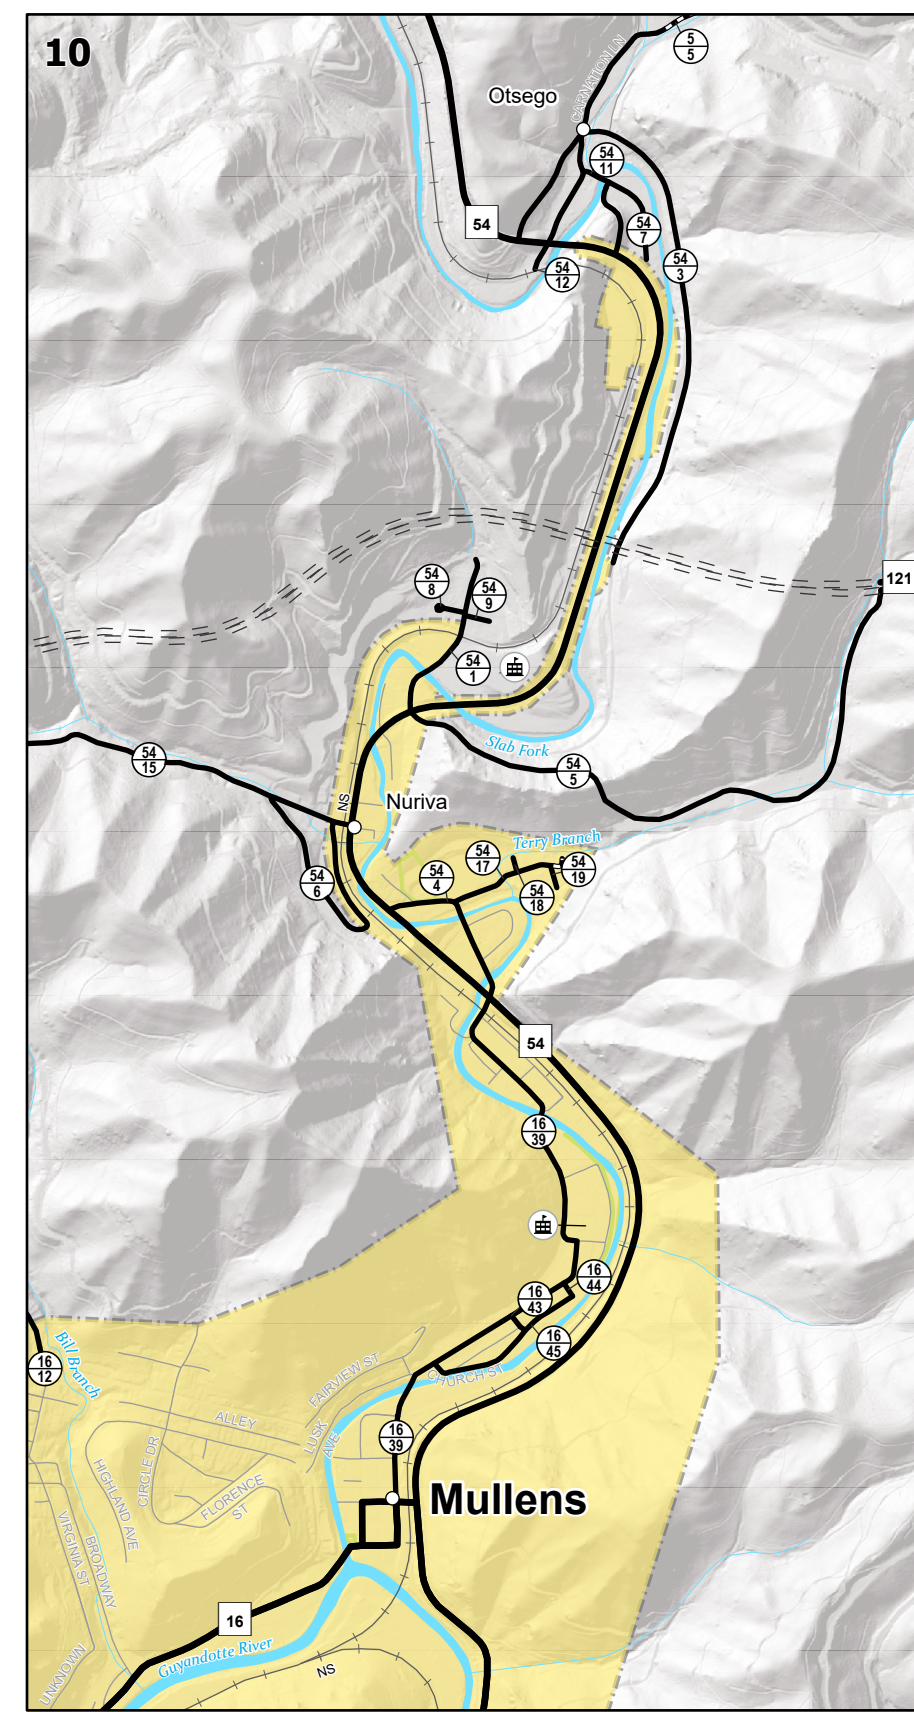 10
5
5
CARNATION LN
Otsego
54
11
54
54
7
54
3
54
12
121
54
8
54
9
54
1
Slab Fork
54
15
54
5
NS
Nuriva
Terry Branch
54
17
54
19
54
4
54
6
54
18
54
16
39
16
44
16
43
16
45
16
12
Bill Branch
FAIRVIEW ST
CHURCH ST
ALLEY
LUSK
AVE
16
39
CIRCLE DR
HIGHLAND AVE
FLORENCE
ST
Mullens
VIRGINIA ST
BROADWAY
16
Guyandotte River
NS
UNKNOWN